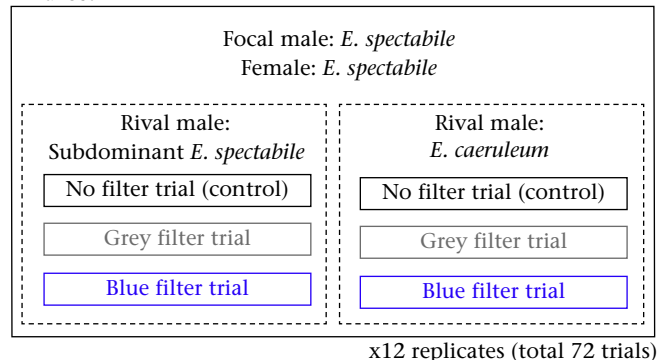 Focal male: E. spectabile
Female: E. spectabile
Rival male:
Subdominant E. spectabile
No filter trial (control)
Grey filter trial
Blue filter trial
Rival male:
E. caeruleum
No filter trial (control)
Grey filter trial
Blue filter trial
x12 replicates (total 72 trials)